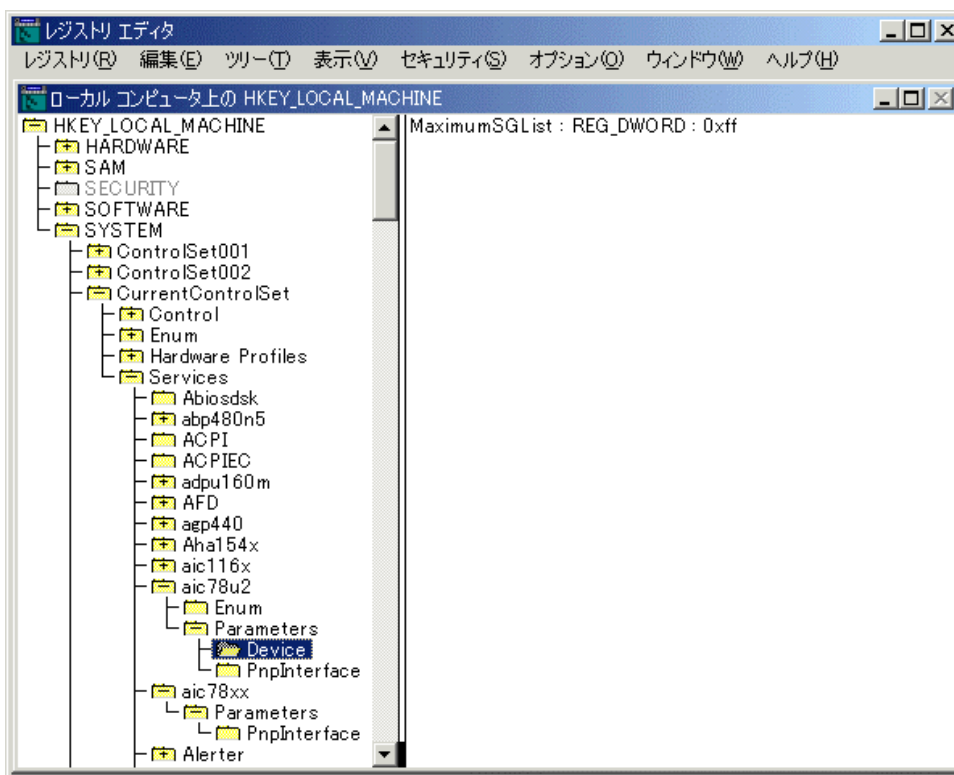 レジストリ エディタ
レジストリ(R) 編集(E) ツリー(T) 表示(V) セキュリティ(S) オプション(O) ウィンドウ(W) ヘルプ(H)
ローカル コンピュータ上の HKEY_LOCAL_MACHINE
HKEY_LOCAL_MACHINE
HARDWARE
SAM
SECURITY
SOFTWARE
SYSTEM
ControlSet001
ControlSet002
CurrentControlSet
Control
Enum
Hardware Profiles
Services
Abiosdsk
abp480n5
ACPI
ACPIEC
adpu160m
AFD
agp440
Aha154x
aic116x
aic78u2
Enum
Parameters
Device
PnpInterface
aic78xx
Parameters
PnpInterface
Alerter
MaximumSGList : REG_DWORD : 0xff